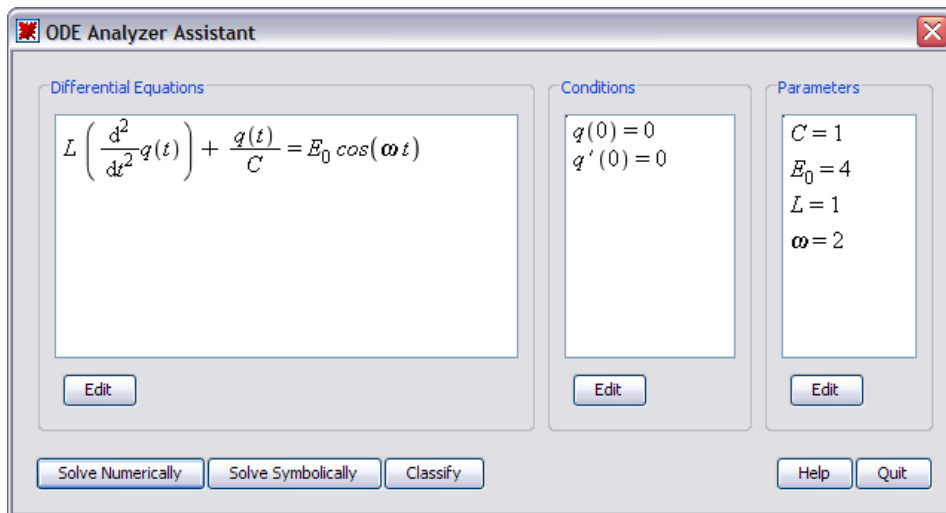 ODE Analyzer Assistant
Differential Equations
L ( d²/dt² q(t) ) + q(t)/C = E₀ cos(ω t)
Edit
Conditions
q(0) = 0
q '(0) = 0
Edit
Parameters
C = 1
E₀ = 4
L = 1
ω = 2
Edit
Solve Numerically
Solve Symbolically
Classify
Help
Quit